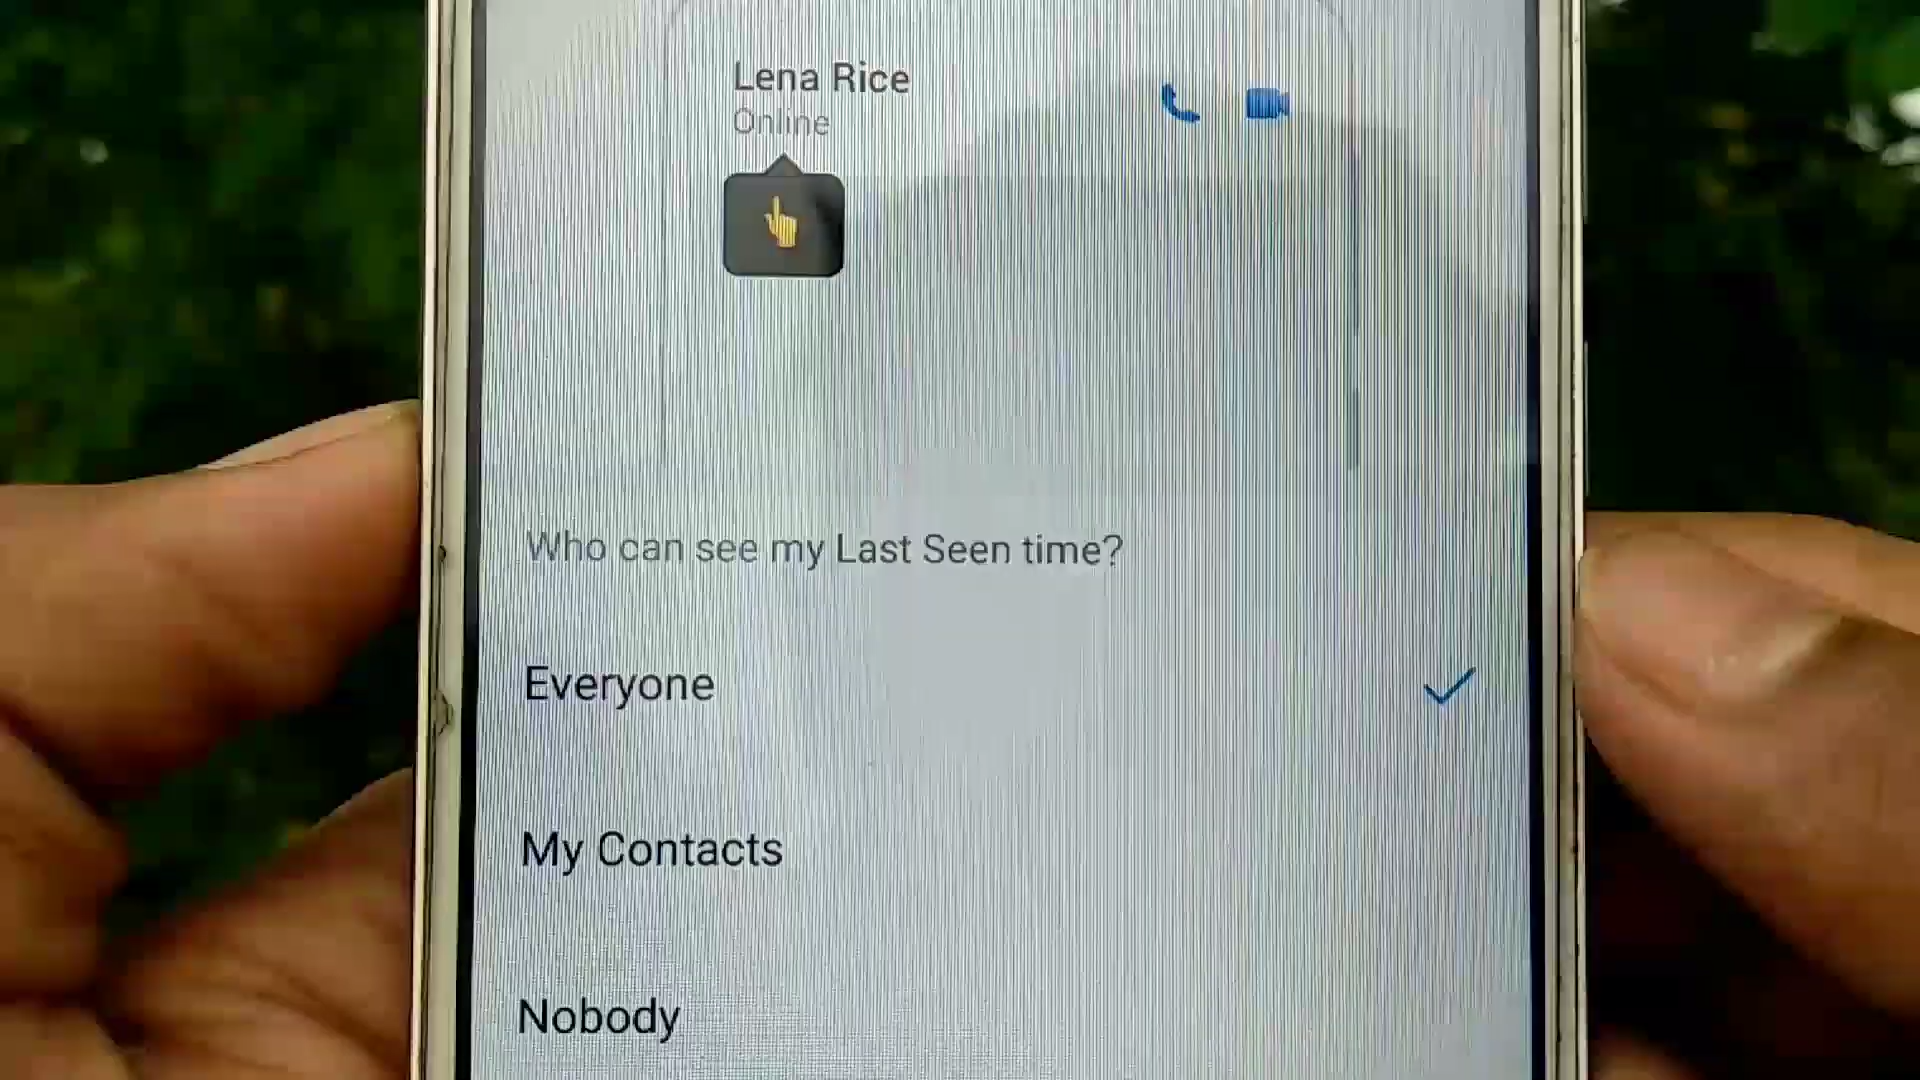 Lena Rice
Online
Who can see my Last Seen time?
Everyone
My Contacts
Nobody